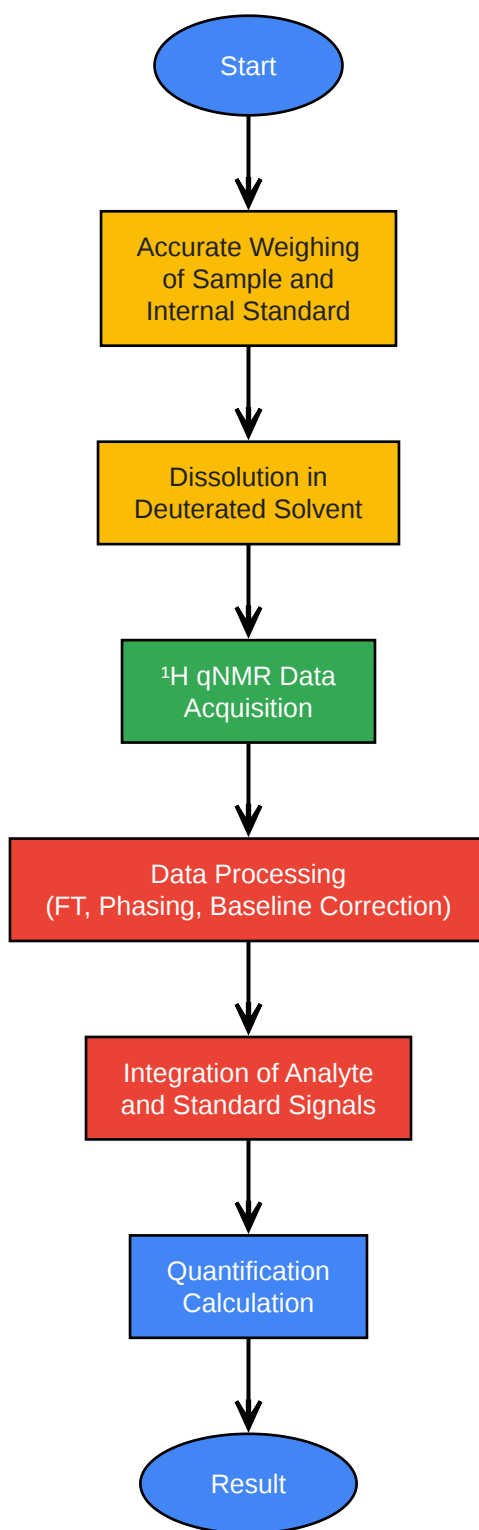 Start
Accurate Weighing
of Sample and
Internal Standard
Dissolution in
Deuterated Solvent
¹H qNMR Data
Acquisition
Data Processing
(FT, Phasing, Baseline Correction)
Integration of Analyte
and Standard Signals
Quantification
Calculation
Result